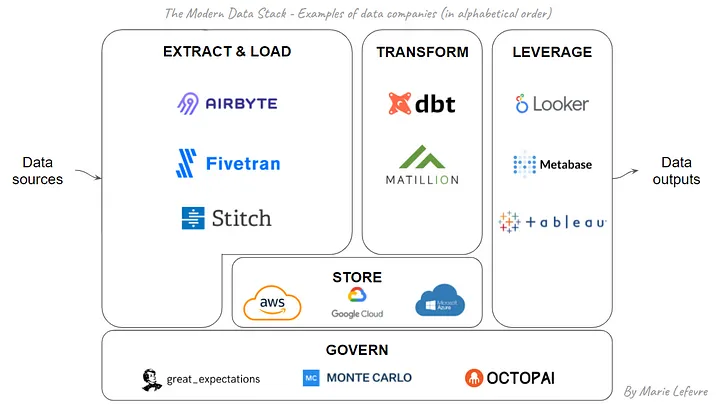 The Modern Data Stack - Examples of data companies (in alphabetical order)
EXTRACT & LOAD
AIRBYTE
Fivetran
Stitch
TRANSFORM
dbt
MATILLION
LEVERAGE
Looker
Metabase
+ableau
Data
sources
Data
outputs
STORE
aws
Google Cloud
Microsoft
Azure
GOVERN
great_expectations
MC MONTE CARLO
OCTOPAI
By Marie Lefevre